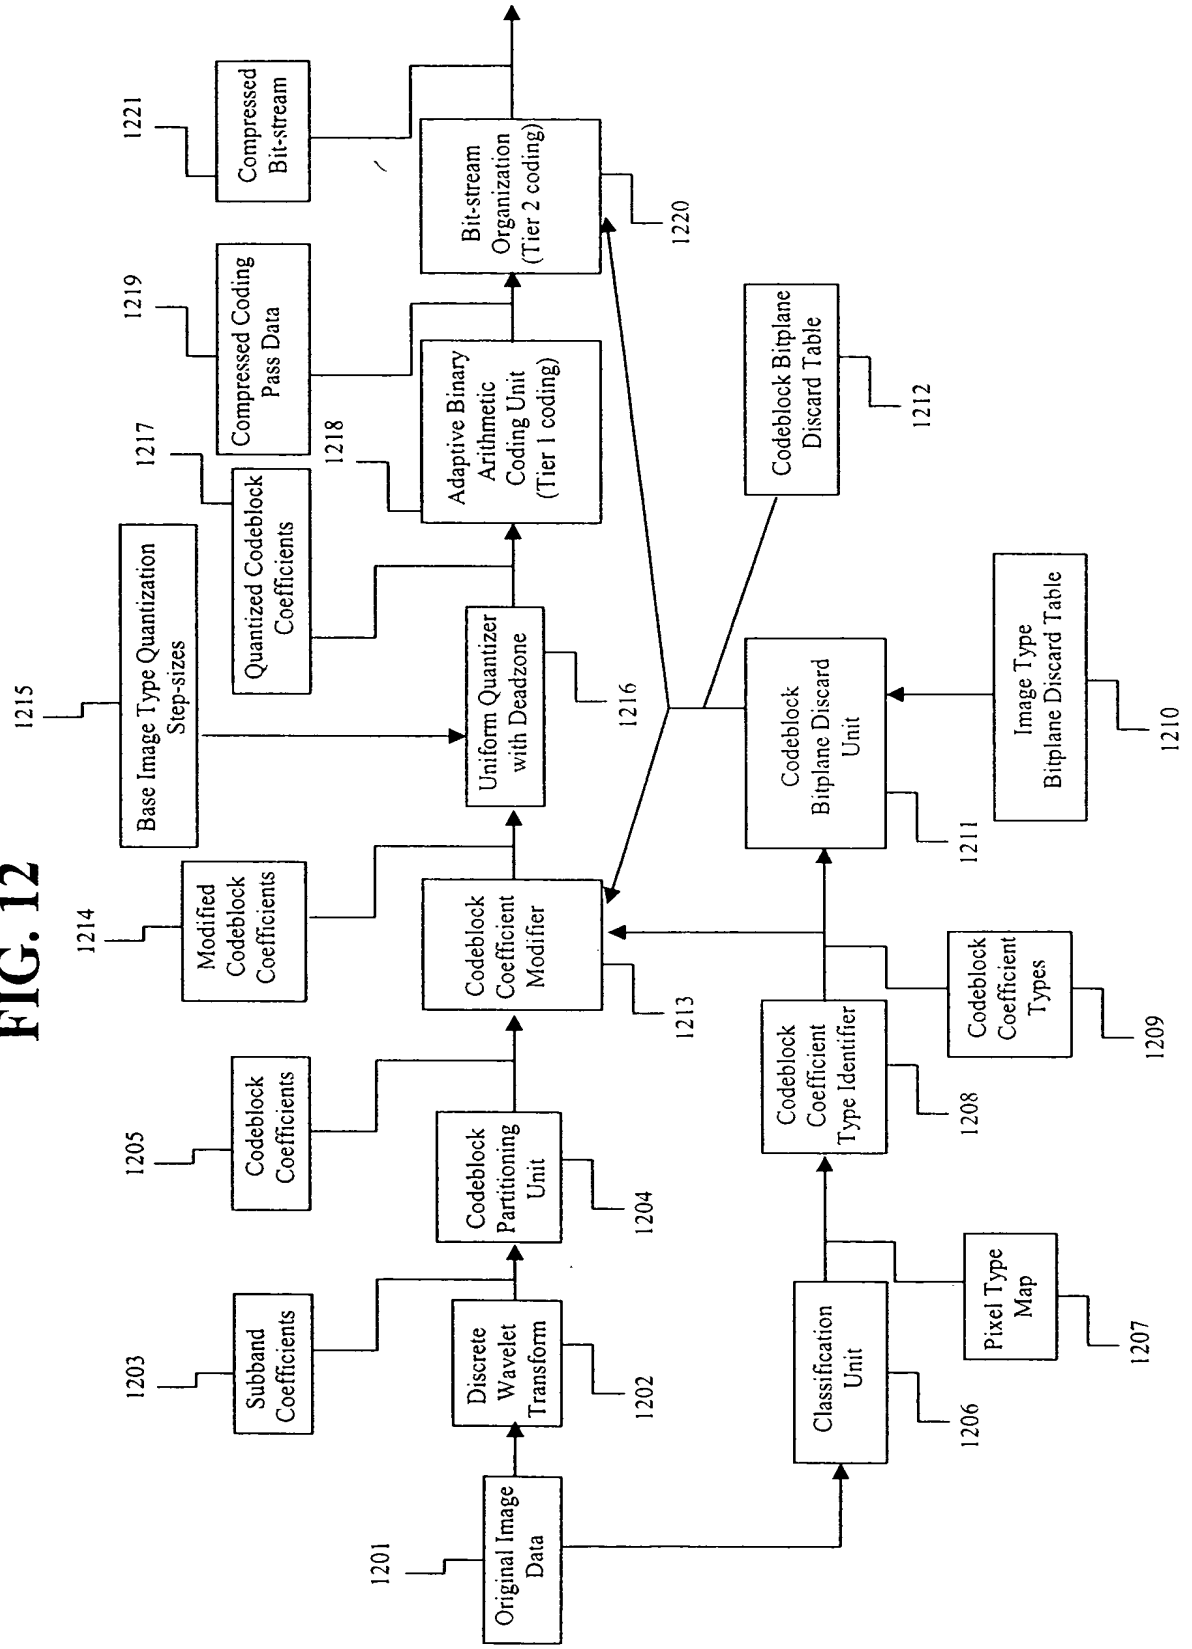 FIG. 12
1201
Original Image
Data
1203
Subband
Coefficients
Discrete
Wavelet
Transform
1202
1205
Codeblock
Coefficients
Codeblock
Partitioning
Unit
1204
1214
Modified
Codeblock
Coefficients
Codeblock
Coefficient
Modifier
1213
1215
Base Image Type Quantization
Step-sizes
Uniform Quantizer
with Deadzone
1216
1217
Quantized Codeblock
Coefficients
1218
Adaptive Binary
Arithmetic
Coding Unit
(Tier 1 coding)
1219
Compressed Coding
Pass Data
1221
Compressed
Bit-stream
Bit-stream
Organization
(Tier 2 coding)
1220
Classification
Unit
1206
Pixel Type
Map
1207
Codeblock
Coefficient
Type Identifier
1208
Codeblock
Coefficient
Types
1209
Codeblock
Bitplane Discard
Unit
1211
Image Type
Bitplane Discard Table
1210
Codeblock Bitplane
Discard Table
1212